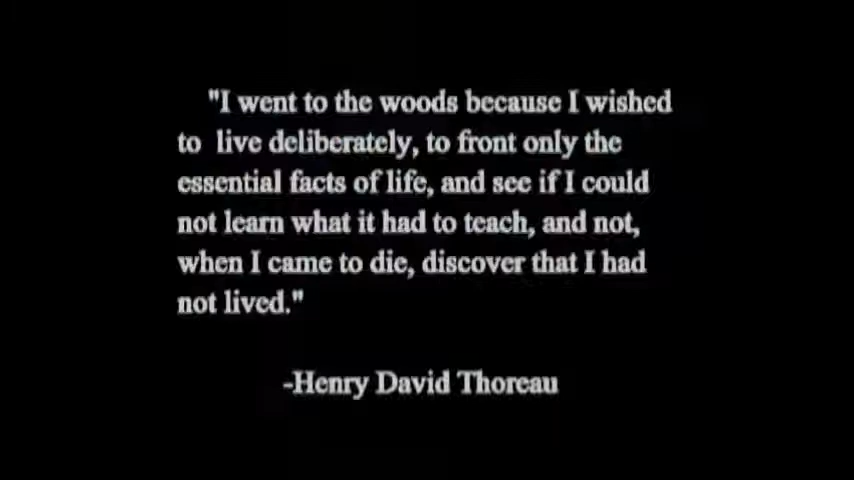 "I went to the woods because I wished
to live deliberately, to front only the
essential facts of life, and see if I could
not learn what it had to teach, and not,
when I came to die, discover that I had
not lived."
-Henry David Thoreau